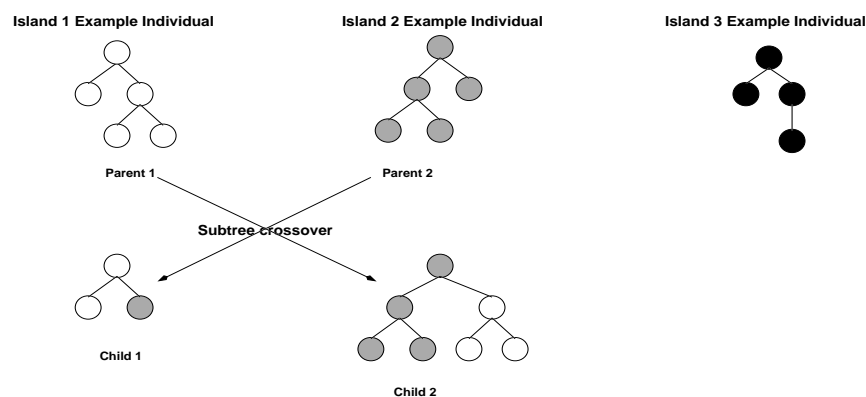 Island 1 Example Individual
Island 2 Example Individual
Island 3 Example Individual
Parent 1
Parent 2
Subtree crossover
Child 1
Child 2